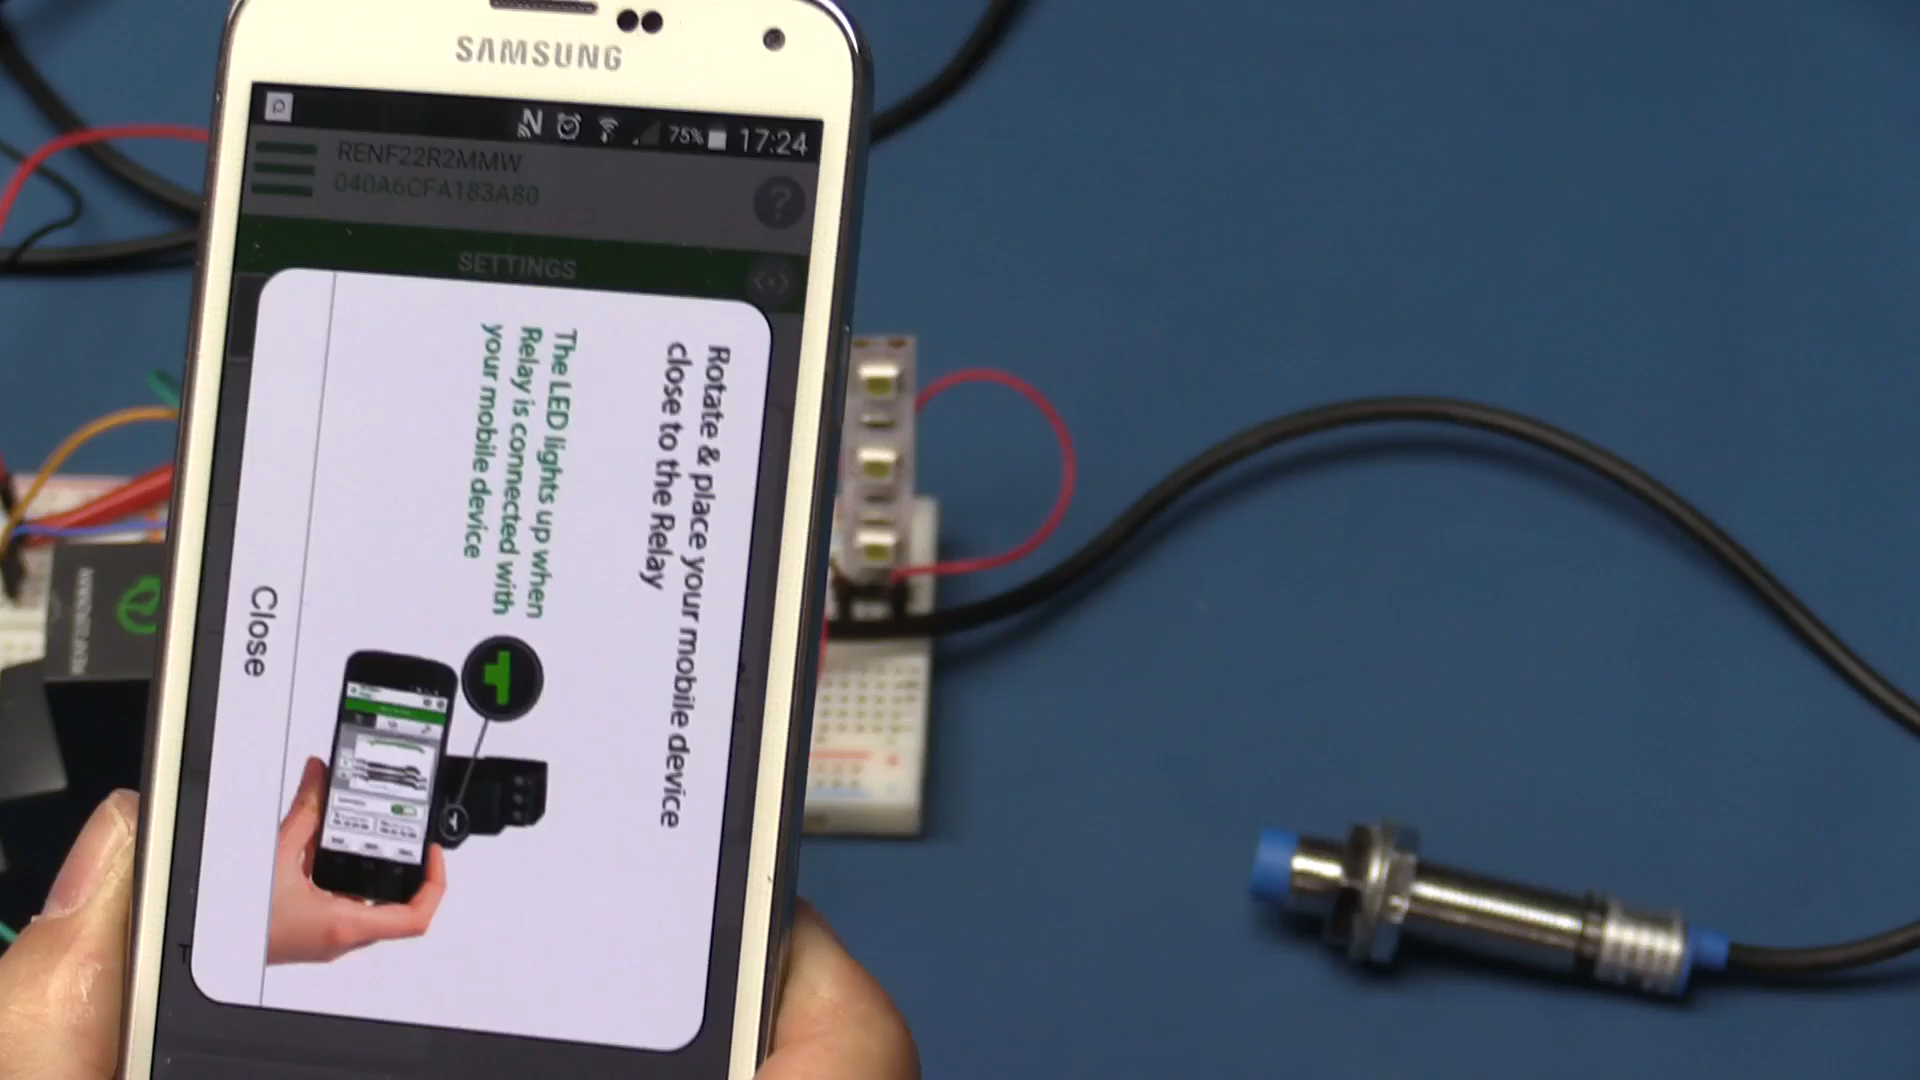 SAMSUNG
75% 17:24
RENF22R2MMW
040A6CFA183A80
?
SETTINGS
Rotate & place your mobile device
close to the Relay
The LED lights up when
Relay is connected with
your mobile device
Close